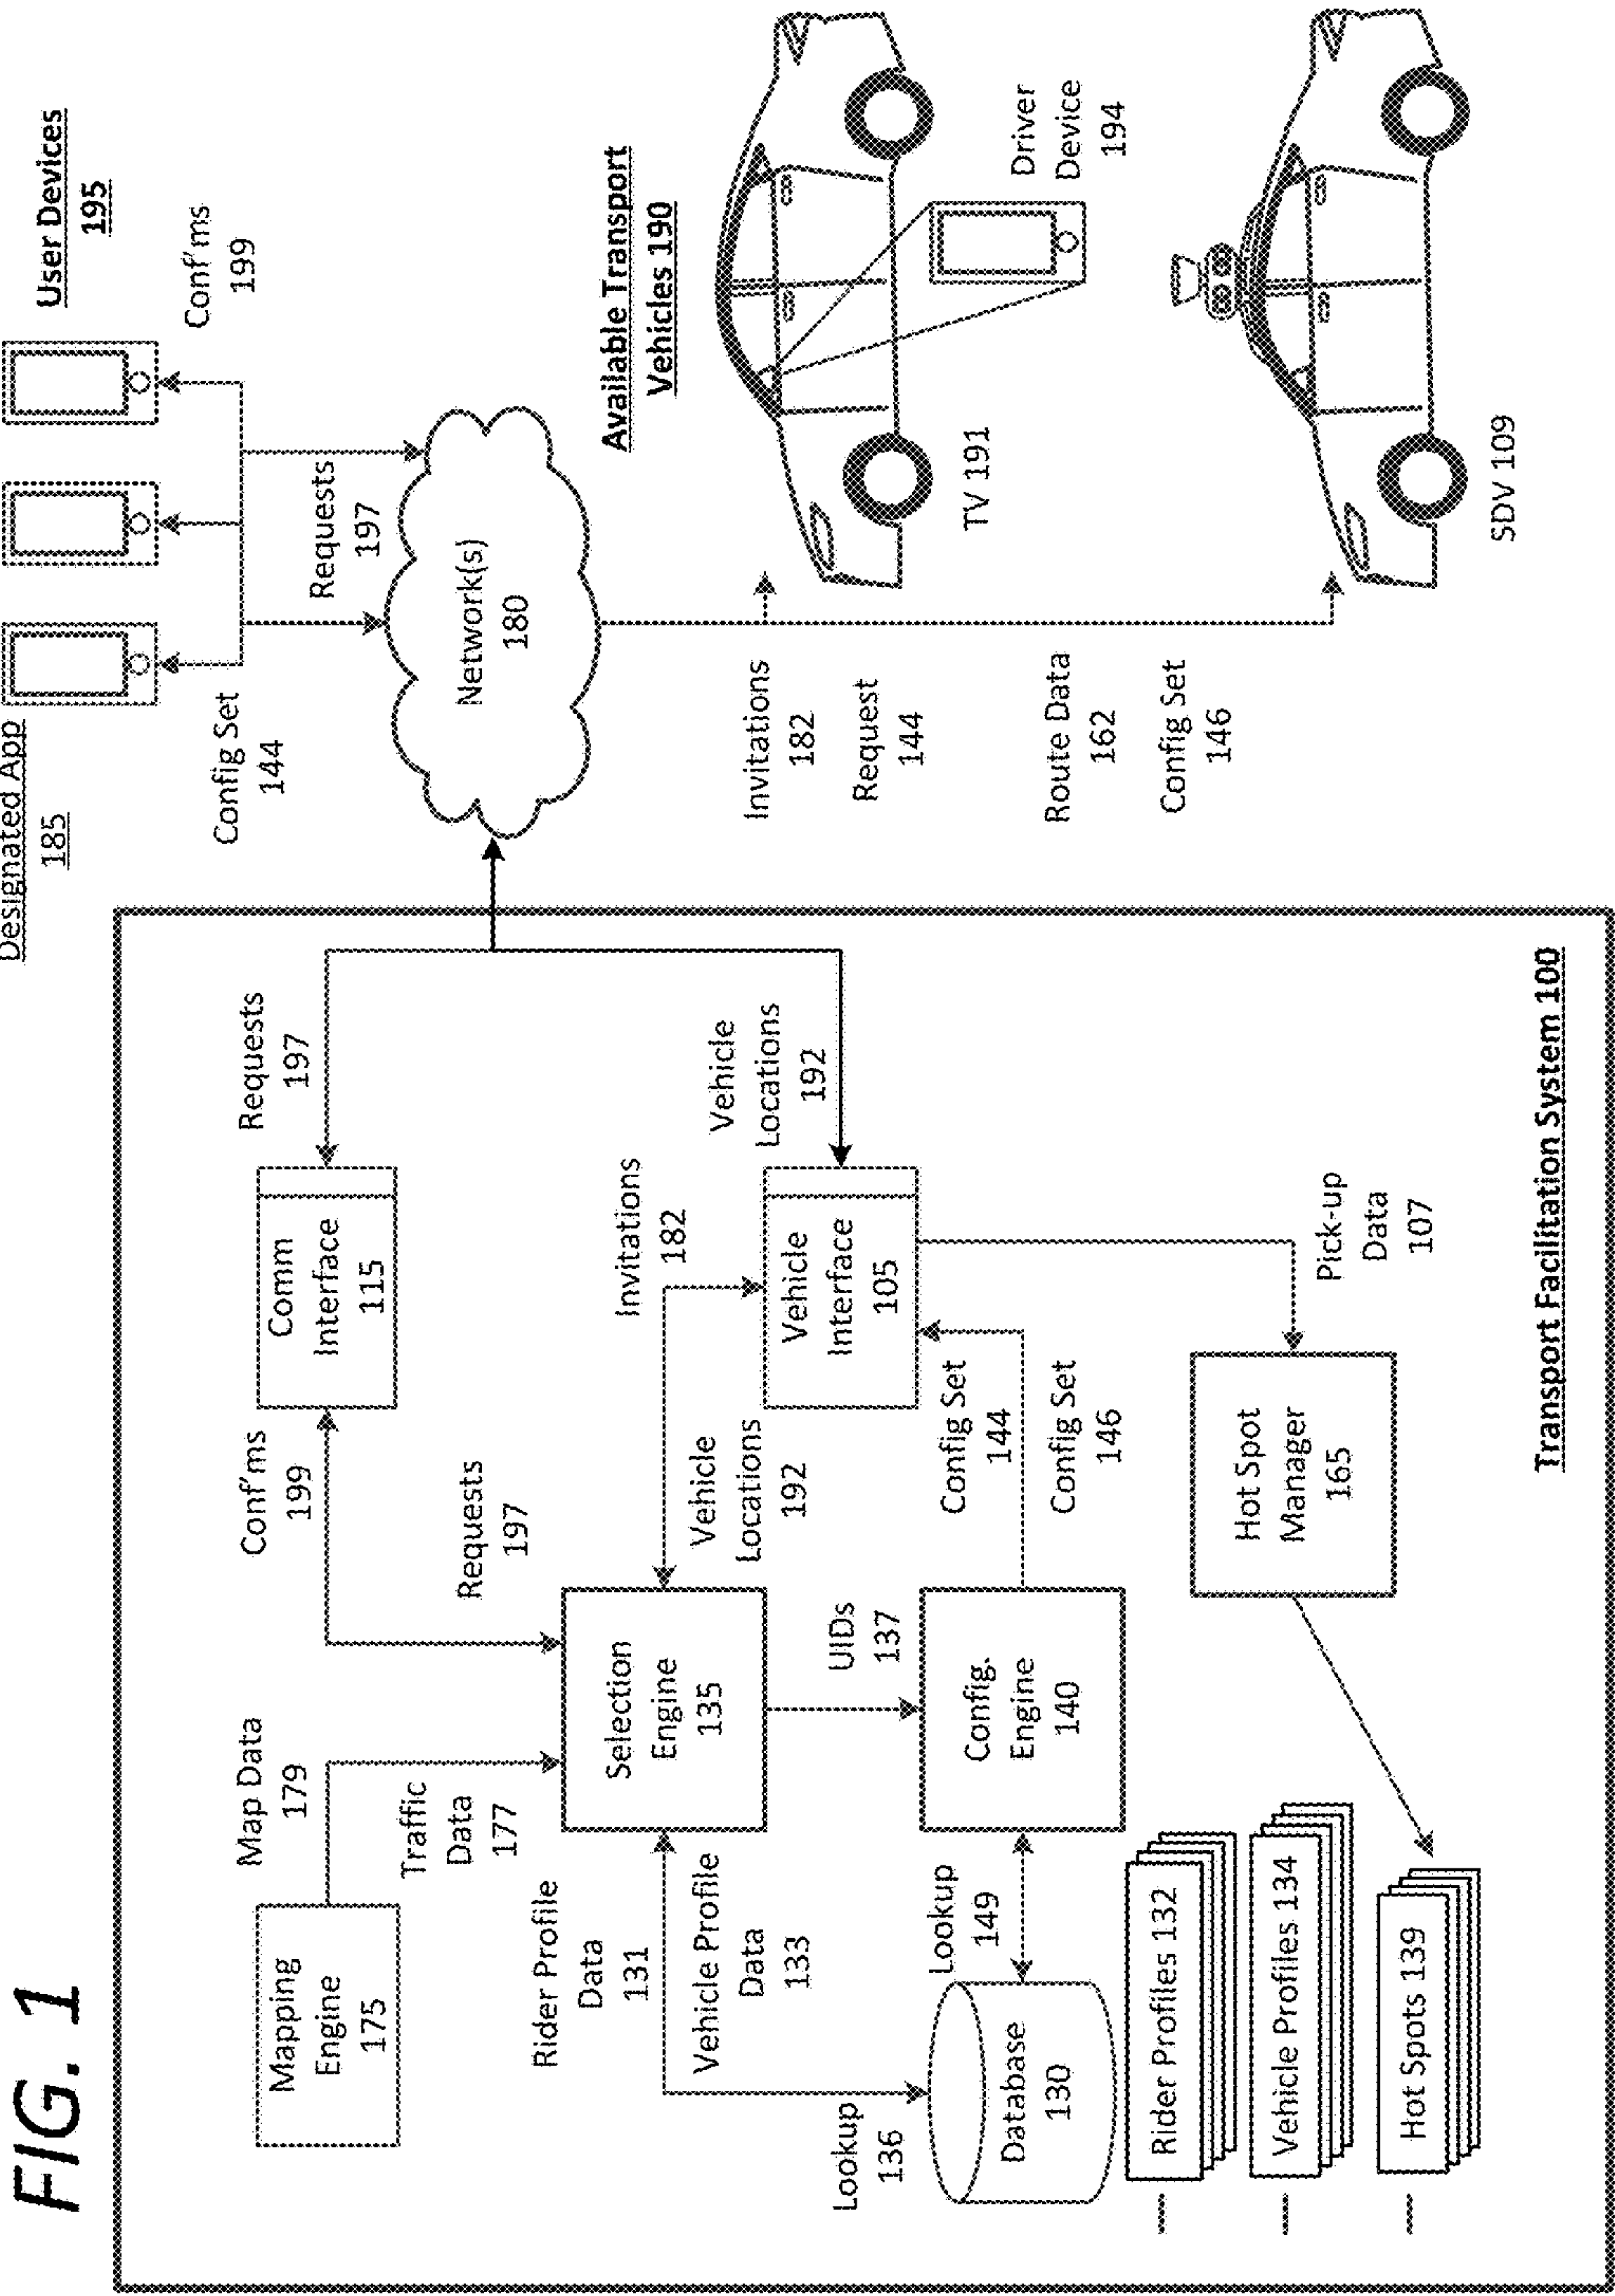 FIG. 1
Designated App
185
User Devices
195
Config Set
144
Conf'ms
199
Requests
197
Network(s)
180
Available Transport
Vehicles 190
Invitations
182
Request
144
TV 191
Driver
Device
194
Route Data
162
Config Set
146
SDV 109
Mapping
Engine
175
Map Data
179
Traffic
Data
177
Conf'ms
199
Requests
197
Comm
Interface
115
Requests
197
Rider Profile
Data
131
Vehicle Profile
Data
133
Selection
Engine
135
Invitations
182
Vehicle
Locations
192
Vehicle
Locations
192
Vehicle
Interface
105
Lookup
136
UIDs
137
Database
130
Lookup
149
Config.
Engine
140
Config Set
144
Config Set
146
Rider Profiles 132
Vehicle Profiles 134
Hot Spots 139
Hot Spot
Manager
165
Pick-up
Data
107
Transport Facilitation System 100